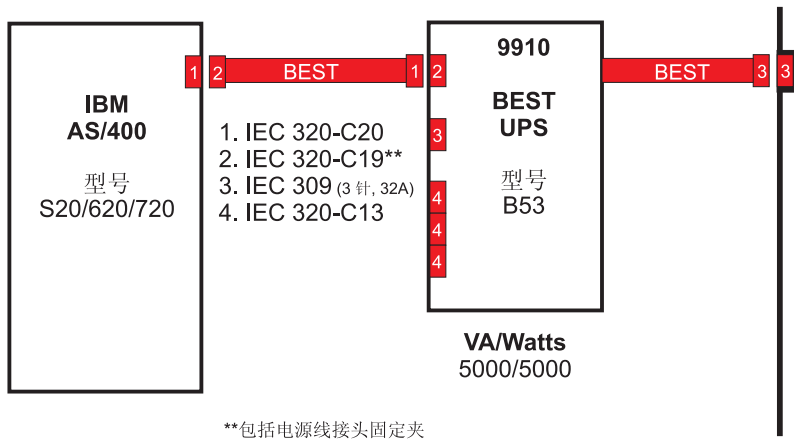 IBM
AS/400
型号
S20/620/720
1
2
BEST
1
1. IEC 320-C20
2. IEC 320-C19**
3. IEC 309 (3 针, 32A)
4. IEC 320-C13
2
3
4
4
4
9910
BEST
UPS
型号
B53
BEST
3
3
VA/Watts
5000/5000
**包括电源线接头固定夹